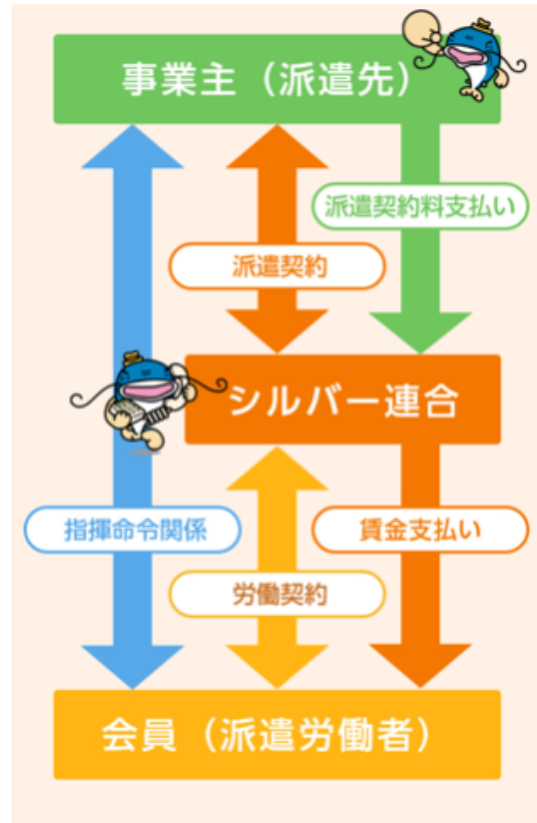 事業主（派遣先）
派遣契約料支払い
派遣契約
シルバー連合
指揮命令関係
賃金支払い
労働契約
会員（派遣労働者）